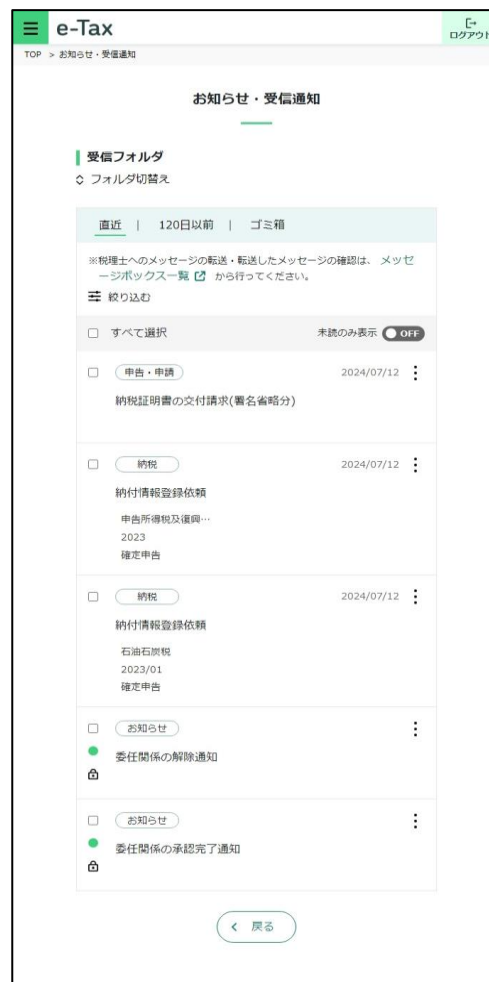 e-Tax
ログアウト
TOP > お知らせ・受信通知
お知らせ・受信通知
受信フォルダ
フォルダ切替え
直近 | 120日以前 | ゴミ箱
※税理士へのメッセージの転送・転送したメッセージの確認は、 メッセ
ージボックス一覧 から行ってください。
絞り込む
すべて選択 未読のみ表示 OFF
申告・申請 2024/07/12
納税証明書の交付請求(署名省略分)
納税 2024/07/12
納付情報登録依頼
申告所得税及復興…
2023
確定申告
納税 2024/07/12
納付情報登録依頼
石油石炭税
2023/01
確定申告
お知らせ
委任関係の解除通知
お知らせ
委任関係の承認完了通知
戻る